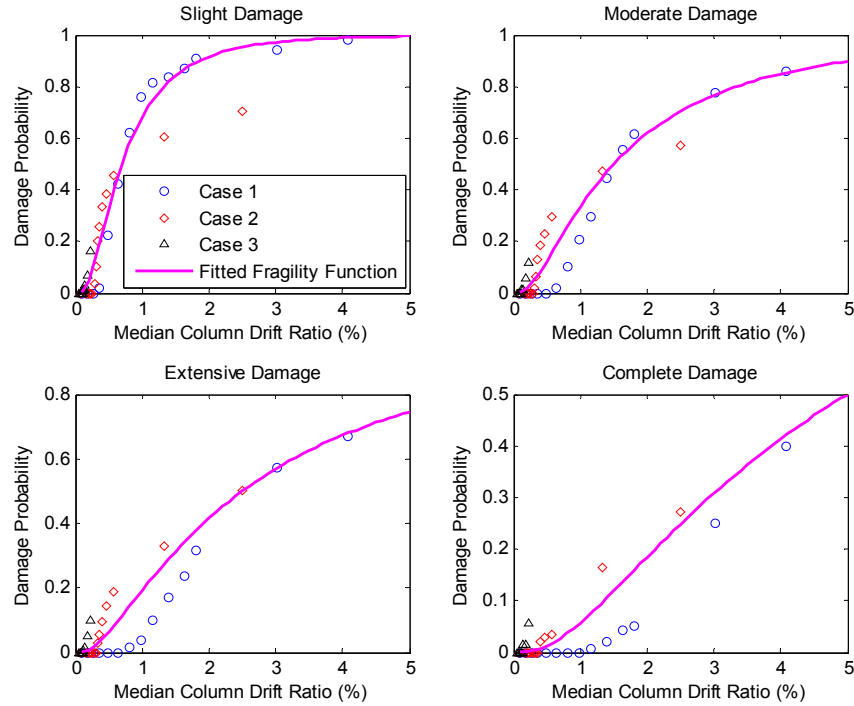 Slight Damage
1
0.8
0.6
0.4
0.2
0
Damage Probability
0 1 2 3 4 5
Median Column Drift Ratio (%)
Case 1
Case 2
Case 3
Fitted Fragility Function
Moderate Damage
1
0.8
0.6
0.4
0.2
0
Damage Probability
0 1 2 3 4 5
Median Column Drift Ratio (%)
Extensive Damage
0.8
0.6
0.4
0.2
0
Damage Probability
0 1 2 3 4 5
Median Column Drift Ratio (%)
Complete Damage
0.5
0.4
0.3
0.2
0.1
0
Damage Probability
0 1 2 3 4 5
Median Column Drift Ratio (%)